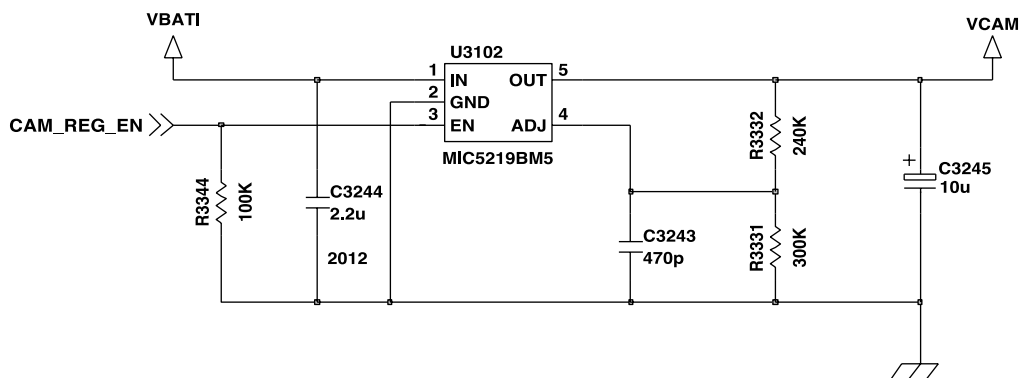 VBATI
VCAM
U3102
1 IN OUT 5
2 GND
3 EN ADJ 4
MIC5219BM5
CAM_REG_EN
R3344
100K
C3244
2.2u
2012
C3243
470p
R3332
240K
R3331
300K
+
C3245
10u